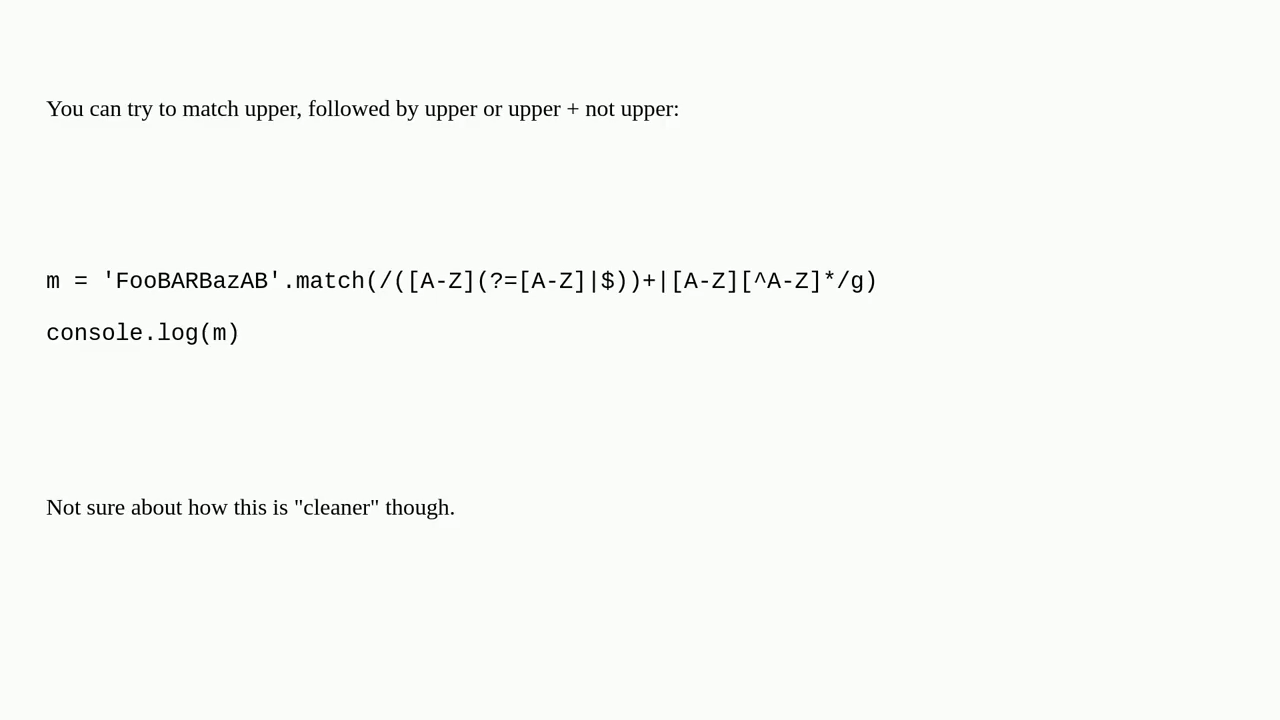 You can try to match upper, followed by upper or upper + not upper:
m = 'FooBARBazAB'.match(/([A-Z](?=[A-Z]|$))+|[A-Z][^A-Z]*/g)
console.log(m)
Not sure about how this is "cleaner" though.